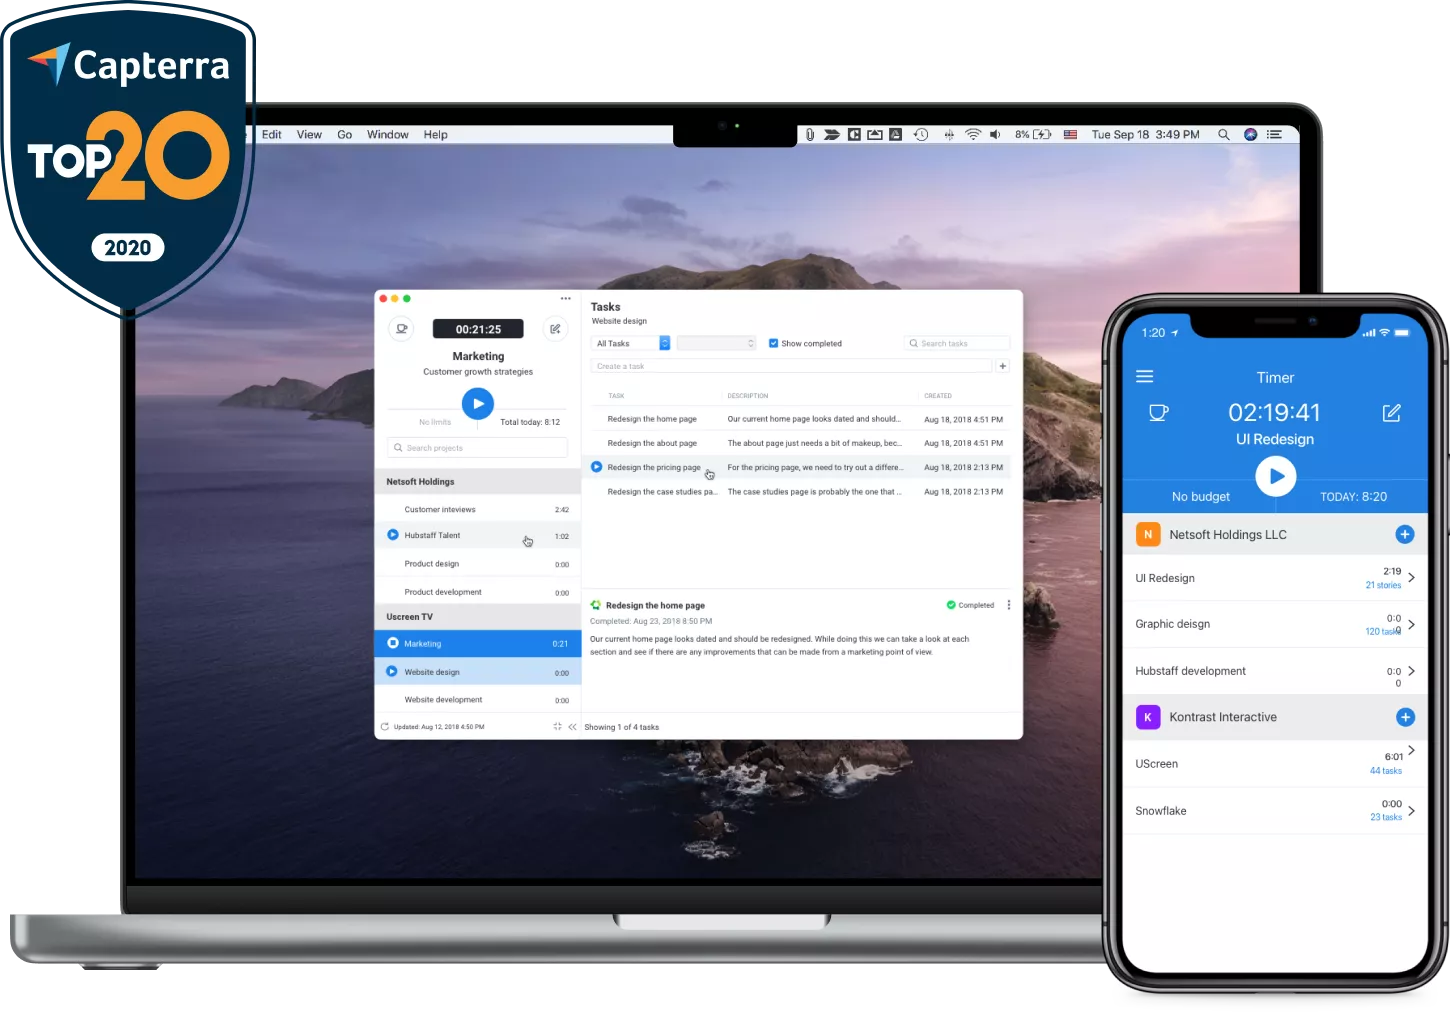 Capterra
TOP20
2020
Edit View Go Window Help
8% Tue Sep 18 3:49 PM
00:21:25
Marketing
Customer growth strategies
No limits
Total today: 8:12
Search projects
Netsoft Holdings
Customer inteviews 2:42
Hubstaff Talent 1:02
Product design 0:00
Product development 0:00
Uscreen TV
Marketing 0:21
Website design 0:00
Website development 0:00
Updated: Aug 12, 2018 4:50 PM
Tasks
Website design
All Tasks
Show completed
Search tasks
Create a task
TASK DESCRIPTION CREATED
Redesign the home page Our current home page looks dated and should... Aug 18, 2018 4:51 PM
Redesign the about page The about page just needs a bit of makeup, bec... Aug 18, 2018 4:51 PM
Redesign the pricing page For the pricing page, we need to try out a differe... Aug 18, 2018 2:13 PM
Redesign the case studies pa... The case studies page is probably the one that ... Aug 18, 2018 2:13 PM
Redesign the home page
Completed
Completed: Aug 23, 2018 8:50 PM
Our current home page looks dated and should be redesigned. While doing this we can take a look at each
section and see if there are any improvements that can be made from a marketing point of view.
Showing 1 of 4 tasks
1:20
Timer
02:19:41
UI Redesign
No budget
TODAY: 8:20
N Netsoft Holdings LLC
UI Redesign 2:19
21 stories
Graphic deisgn 0:0
0
120 tasks
Hubstaff development 0:0
0
K Kontrast Interactive
UScreen 6:01
44 tasks
Snowflake 0:00
23 tasks